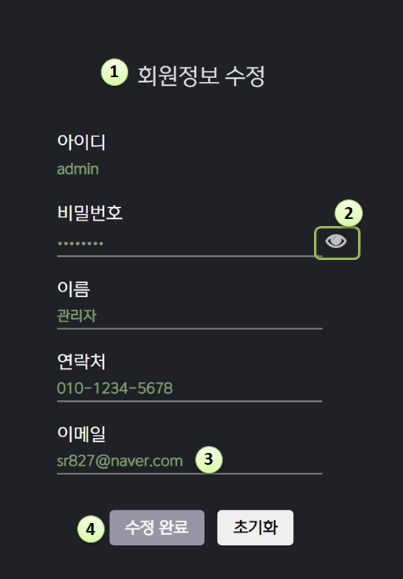 1 회원정보 수정
아이디
admin
2
비밀번호
••••••••
이름
관리자
연락처
010-1234-5678
이메일
sr827@naver.com 3
4 수정 완료 초기화